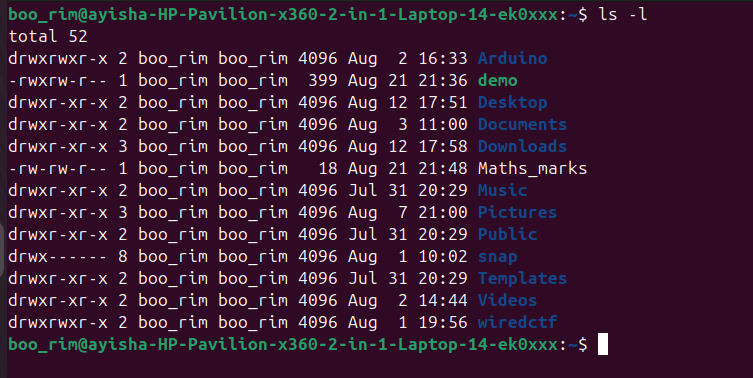 boo_rim@ayisha-HP-Pavilion-x360-2-in-1-Laptop-14-ek0xxx:~$ ls -l
total 52
drwxrwxr-x 2 boo_rim boo_rim 4096 Aug  2 16:33 Arduino
-rwxrw-r-- 1 boo_rim boo_rim  399 Aug 21 21:36 demo
drwxr-xr-x 2 boo_rim boo_rim 4096 Aug 12 17:51 Desktop
drwxr-xr-x 2 boo_rim boo_rim 4096 Aug  3 11:00 Documents
drwxr-xr-x 3 boo_rim boo_rim 4096 Aug 12 17:58 Downloads
-rw-rw-r-- 1 boo_rim boo_rim   18 Aug 21 21:48 Maths_marks
drwxr-xr-x 2 boo_rim boo_rim 4096 Jul 31 20:29 Music
drwxr-xr-x 3 boo_rim boo_rim 4096 Aug  7 21:00 Pictures
drwxr-xr-x 2 boo_rim boo_rim 4096 Jul 31 20:29 Public
drwx------ 8 boo_rim boo_rim 4096 Aug  1 10:02 snap
drwxr-xr-x 2 boo_rim boo_rim 4096 Jul 31 20:29 Templates
drwxr-xr-x 2 boo_rim boo_rim 4096 Aug  2 14:44 Videos
drwxrwxr-x 2 boo_rim boo_rim 4096 Aug  1 19:56 wiredctf
boo_rim@ayisha-HP-Pavilion-x360-2-in-1-Laptop-14-ek0xxx:~$